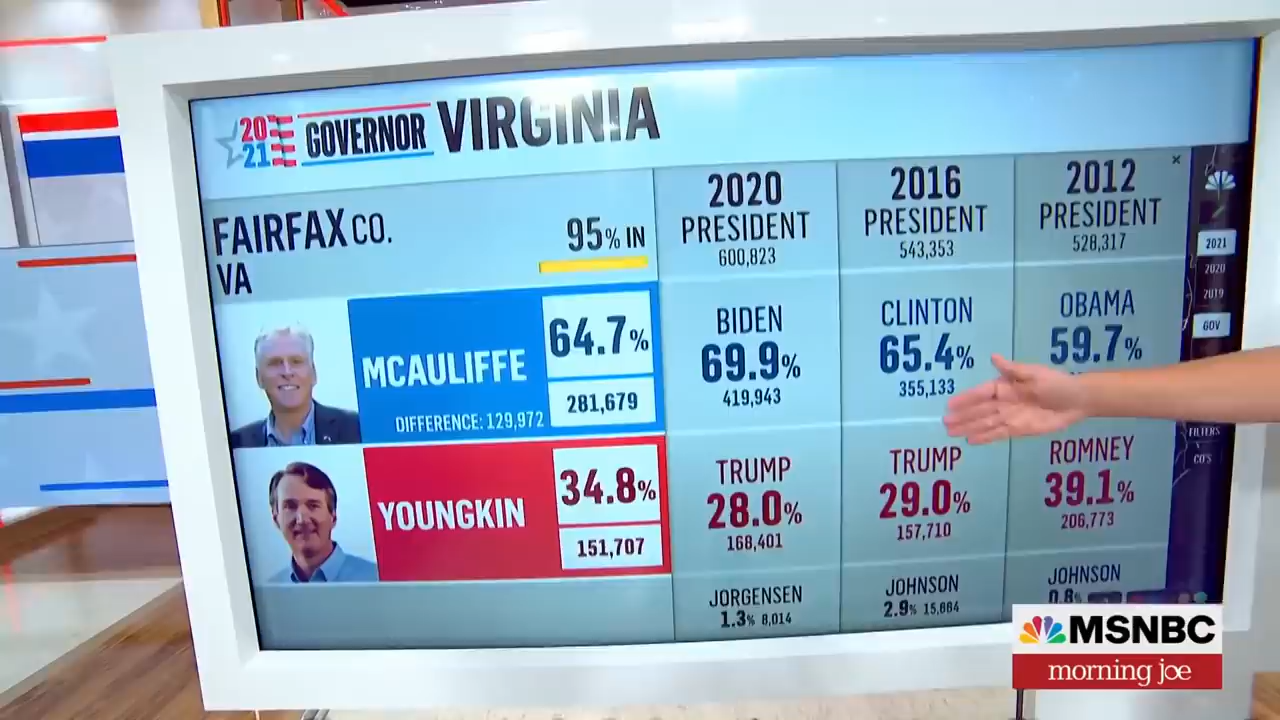 2021 GOVERNOR VIRGINIA
FAIRFAX CO.
VA
95% IN
MCAULIFFE
64.7%
DIFFERENCE: 129,972
281,679
YOUNGKIN
34.8%
151,707
2020
PRESIDENT
600,823
BIDEN
69.9%
419,943
TRUMP
28.0%
168,401
JORGENSEN
1.3% 8,014
2016
PRESIDENT
543,353
CLINTON
65.4%
355,133
TRUMP
29.0%
157,710
JOHNSON
2.9%
2012
PRESIDENT
528,317
OBAMA
59.7%
ROMNEY
39.1%
206,773
JOHNSON
0.8%
2021
2020
2019
GOV
FILTERS
CO'S
MSNBC
morning joe